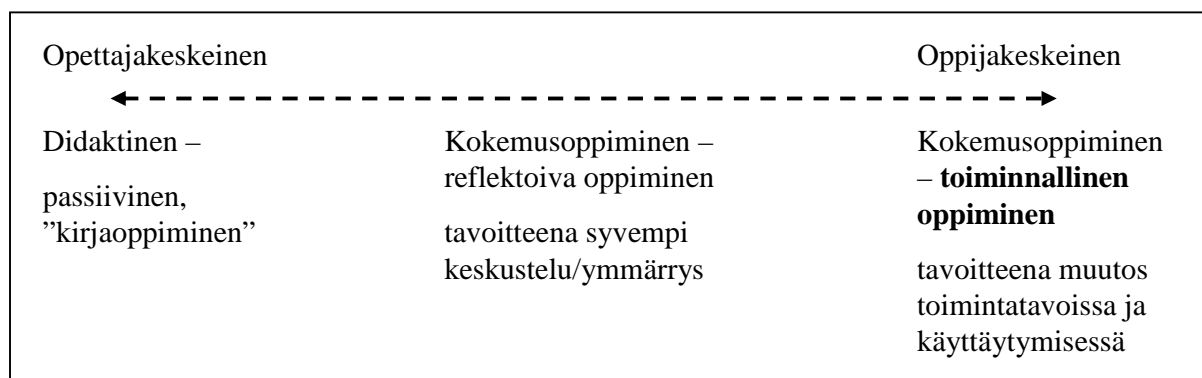 Opettajakeskeinen
Oppijakeskeinen
Didaktinen –
passiivinen,
”kirjaoppiminen”
Kokemusoppiminen –
reflektoiva oppiminen
tavoitteena syvempi
keskustelu/ymmärrys
Kokemusoppiminen
– toiminnallinen
oppiminen
tavoitteena muutos
toimintatavoissa ja
käyttäytymisessä